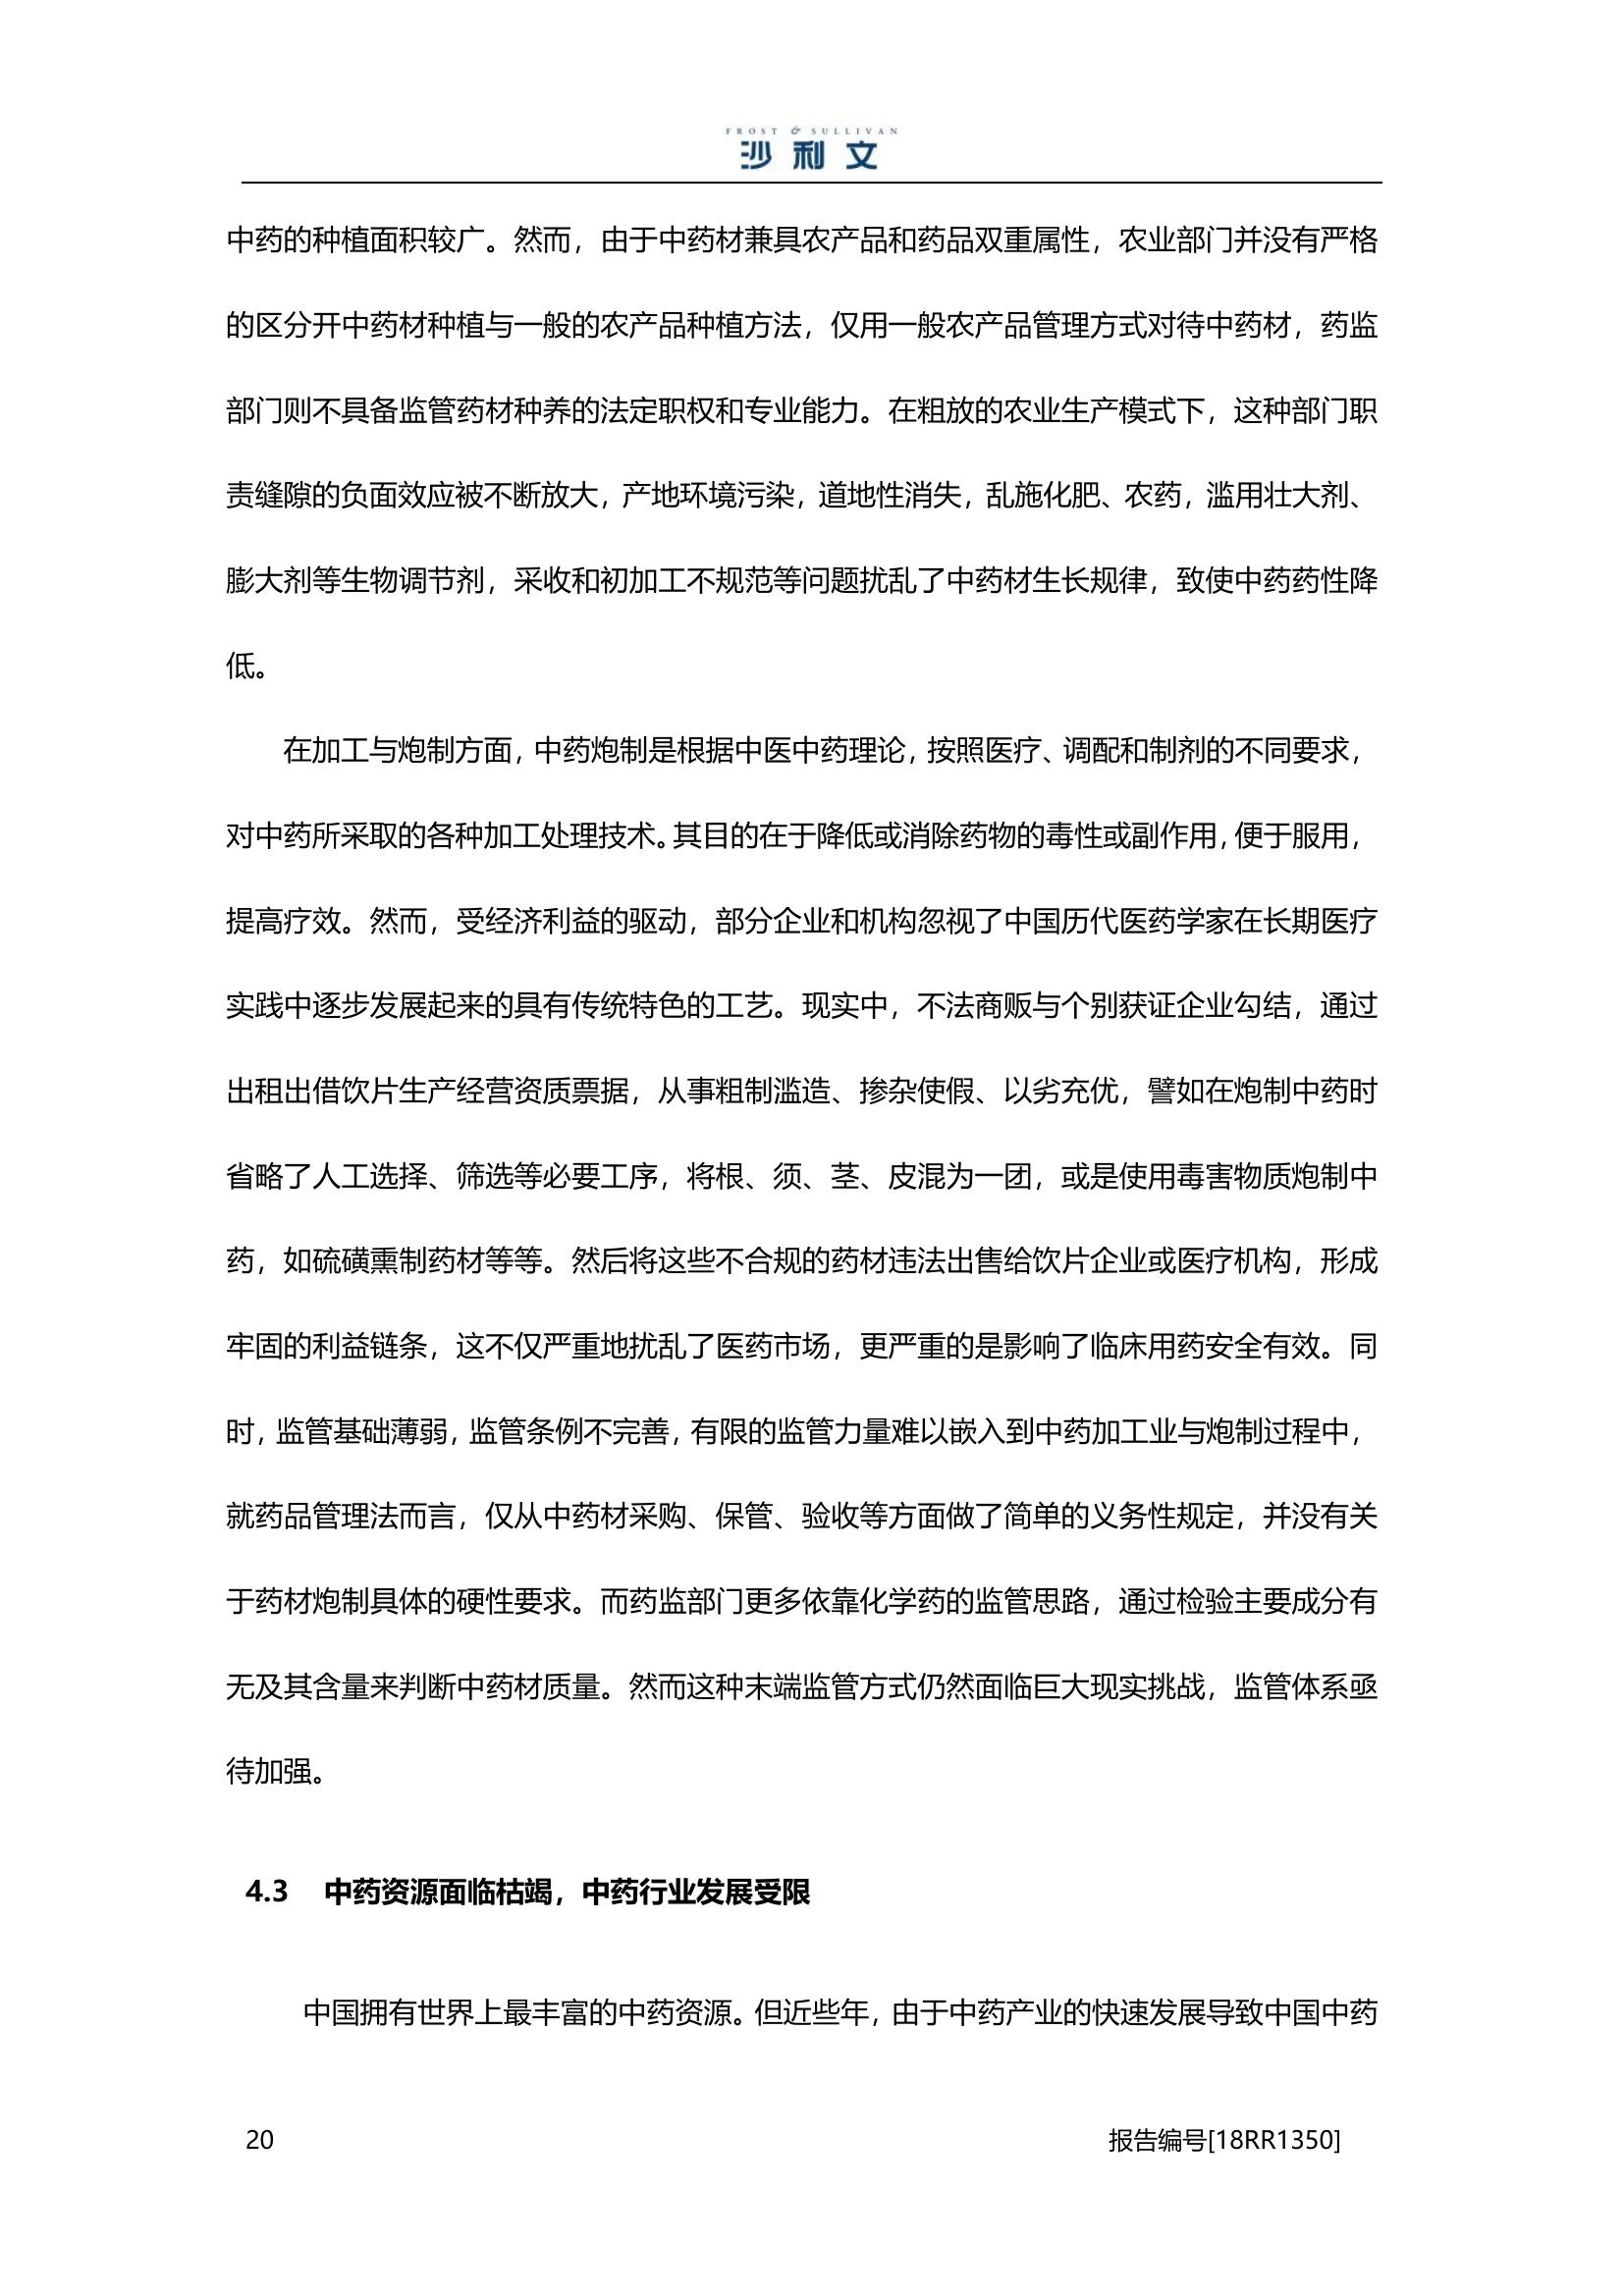 FROST & SULLIVAN
沙利文
中药的种植面积较广。然而，由于中药材兼具农产品和药品双重属性，农业部门并没有严格
的区分开中药材种植与一般的农产品种植方法，仅用一般农产品管理方式对待中药材，药监
部门则不具备监管药材种养的法定职权和专业能力。在粗放的农业生产模式下，这种部门职
责缝隙的负面效应被不断放大，产地环境污染，道地性消失，乱施化肥、农药，滥用壮大剂、
膨大剂等生物调节剂，采收和初加工不规范等问题扰乱了中药材生长规律，致使中药药性降
低。
在加工与炮制方面，中药炮制是根据中医中药理论，按照医疗、调配和制剂的不同要求，
对中药所采取的各种加工处理技术。其目的在于降低或消除药物的毒性或副作用，便于服用，
提高疗效。然而，受经济利益的驱动，部分企业和机构忽视了中国历代医药学家在长期医疗
实践中逐步发展起来的具有传统特色的工艺。现实中，不法商贩与个别获证企业勾结，通过
出租出借饮片生产经营资质票据，从事粗制滥造、掺杂使假、以劣充优，譬如在炮制中药时
省略了人工选择、筛选等必要工序，将根、须、茎、皮混为一团，或是使用毒害物质炮制中
药，如硫磺熏制药材等等。然后将这些不合规的药材违法出售给饮片企业或医疗机构，形成
牢固的利益链条，这不仅严重地扰乱了医药市场，更严重的是影响了临床用药安全有效。同
时，监管基础薄弱，监管条例不完善，有限的监管力量难以嵌入到中药加工业与炮制过程中，
就药品管理法而言，仅从中药材采购、保管、验收等方面做了简单的义务性规定，并没有关
于药材炮制具体的硬性要求。而药监部门更多依靠化学药的监管思路，通过检验主要成分有
无及其含量来判断中药材质量。然而这种末端监管方式仍然面临巨大现实挑战，监管体系亟
待加强。
4.3 中药资源面临枯竭，中药行业发展受限
中国拥有世界上最丰富的中药资源。但近些年，由于中药产业的快速发展导致中国中药
20 报告编号[18RR1350]